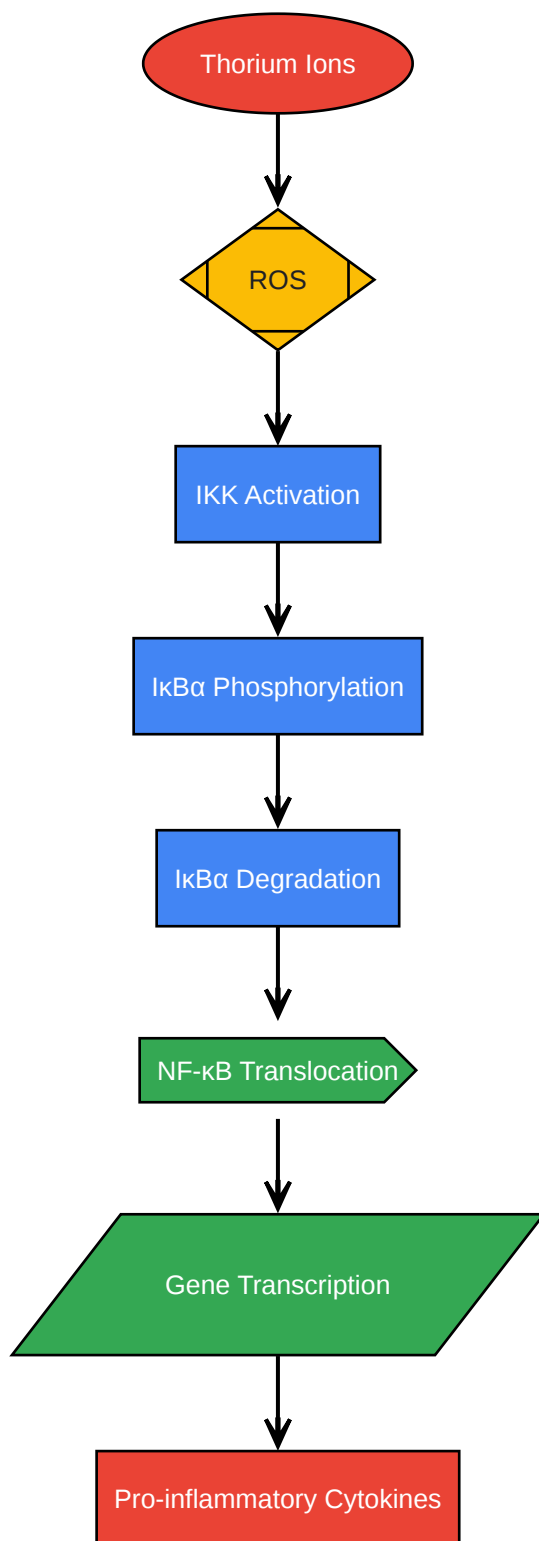 Thorium Ions
ROS
IKK Activation
IκBα Phosphorylation
IκBα Degradation
NF-κB Translocation
Gene Transcription
Pro-inflammatory Cytokines